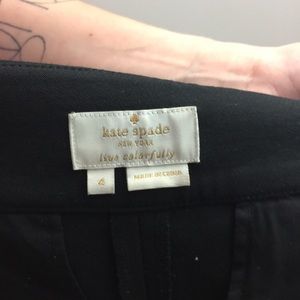 kate spade
NEW YORK
live colorfully
4
MADE IN CHINA